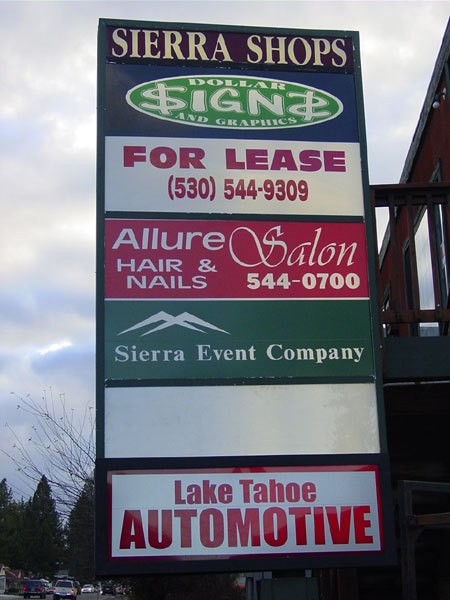 SIERRA SHOPS
DOLLAR
$IGN$
AND GRAPHICS
FOR LEASE
(530) 544-9309
Allure Salon
HAIR &
NAILS 544-0700
Sierra Event Company
Lake Tahoe
AUTOMOTIVE